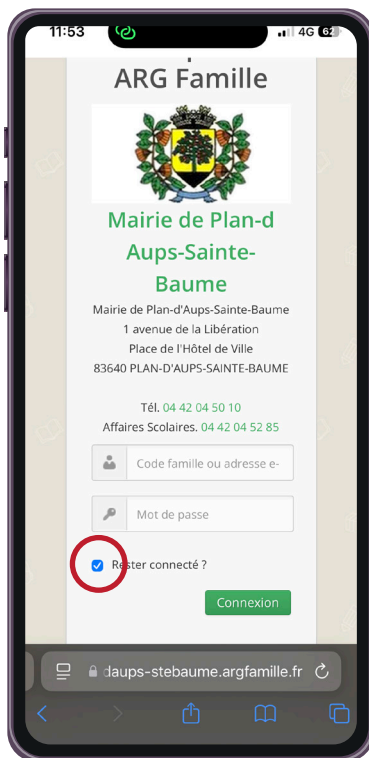 11:53
4G 62
ARG Famille
Mairie de Plan-d
Aups-Sainte-
Baume
Mairie de Plan-d'Aups-Sainte-Baume
1 avenue de la Libération
Place de l'Hôtel de Ville
83640 PLAN-D'AUPS-SAINTE-BAUME
Tél. 04 42 04 50 10
Affaires Scolaires. 04 42 04 52 85
Code famille ou adresse e-
Mot de passe
Rester connecté ?
Connexion
daups-stebaume.argfamille.fr